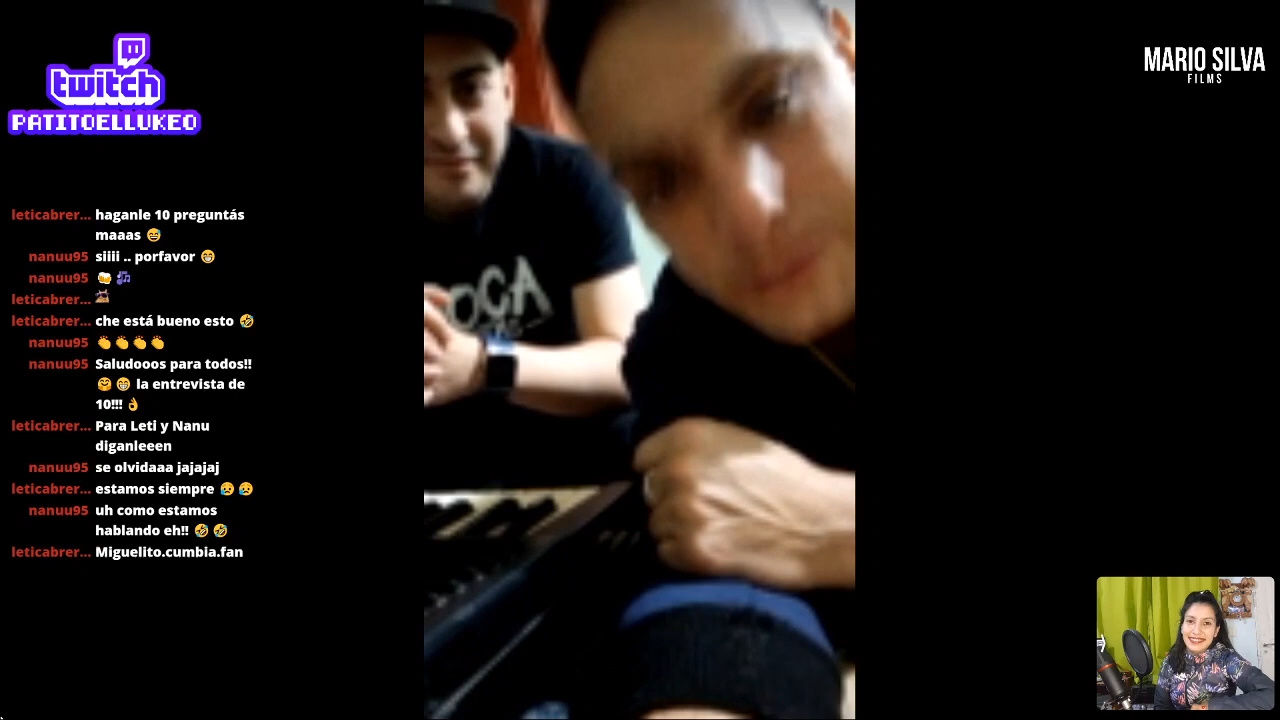 twitch
PATITOELLUKEO
MARIO SILVA
FILMS
leticabrer... haganle 10 preguntás
maaas 😅
nanuu95 siiii .. porfavor 😁
nanuu95 🍻 🎶
leticabrer...
leticabrer... che está bueno esto 🤣
nanuu95 👏 👏 👏 👏
nanuu95 Saludooos para todos!!
🤗 😁 la entrevista de
10!!! 👌
leticabrer... Para Leti y Nanu
diganleeen
nanuu95 se olvidaaa jajajaj
leticabrer... estamos siempre 😥 😥
nanuu95 uh como estamos
hablando eh!! 🤣 🤣
leticabrer... Miguelito.cumbia.fan
OCA